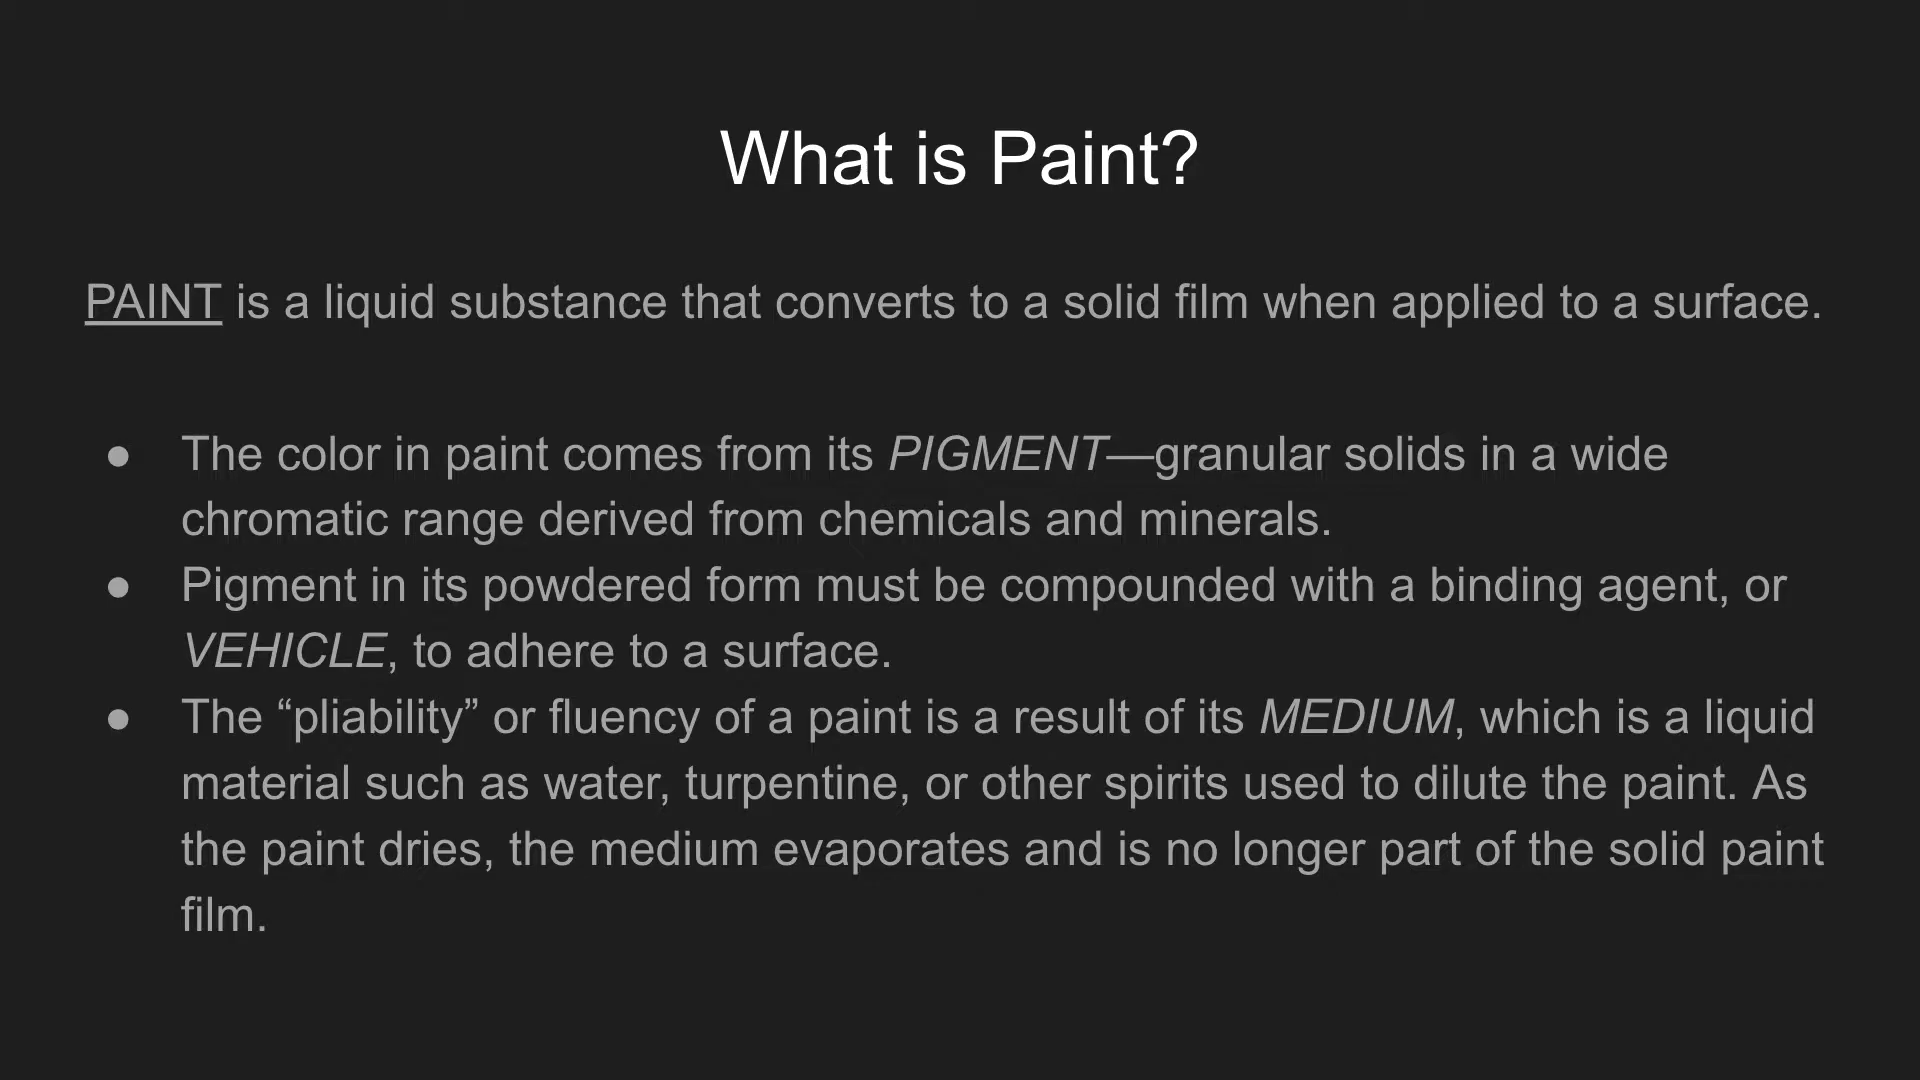 What is Paint?
PAINT is a liquid substance that converts to a solid film when applied to a surface.
● The color in paint comes from its PIGMENT—granular solids in a wide
chromatic range derived from chemicals and minerals.
● Pigment in its powdered form must be compounded with a binding agent, or
VEHICLE, to adhere to a surface.
● The “pliability” or fluency of a paint is a result of its MEDIUM, which is a liquid
material such as water, turpentine, or other spirits used to dilute the paint. As
the paint dries, the medium evaporates and is no longer part of the solid paint
film.